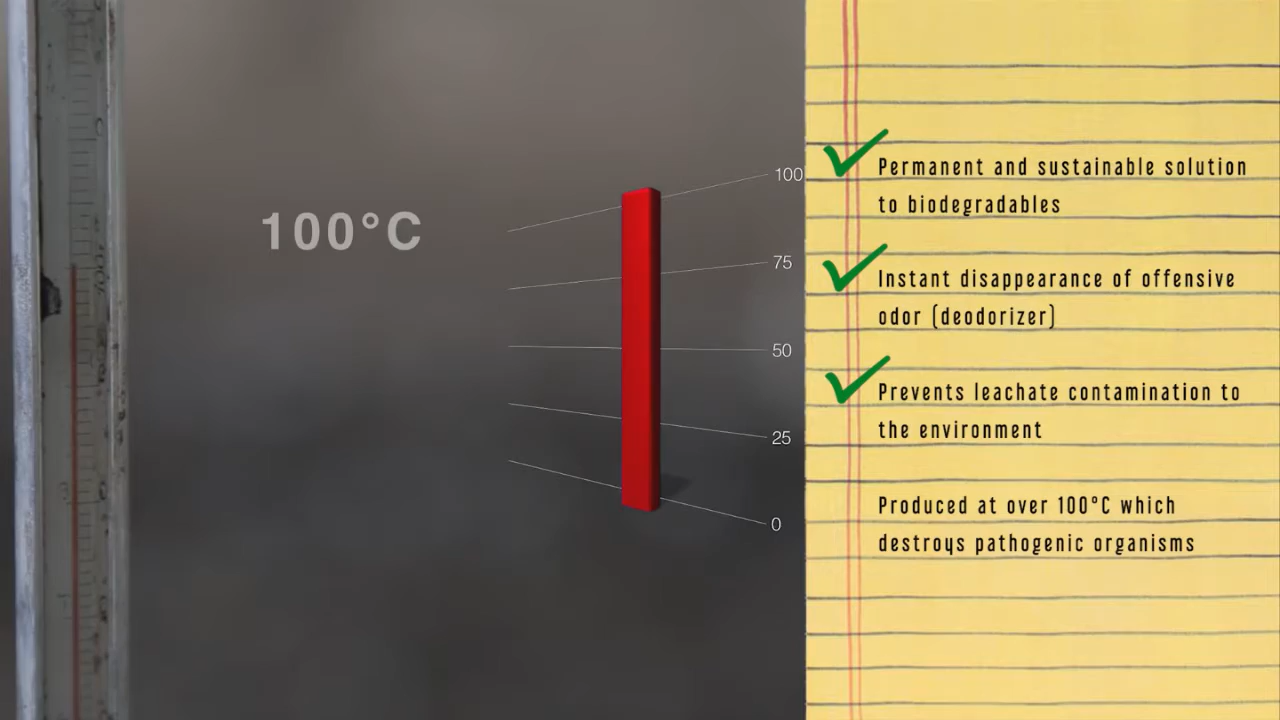 100°C
100
75
50
25
0
Permanent and sustainable solution
to biodegradables
Instant disappearance of offensive
odor (deodorizer)
Prevents leachate contamination to
the environment
Produced at over 100°C which
destroys pathogenic organisms